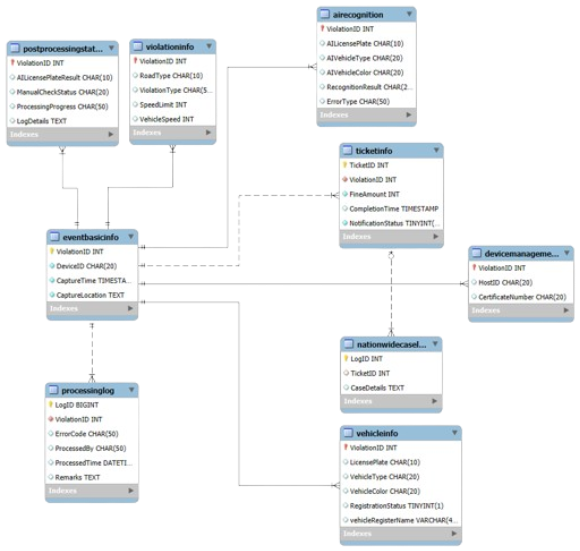 airecognition
ViolationID INT
AILicensePlate CHAR(10)
AIVehicleType CHAR(20)
AIVehicleColor CHAR(20)
RecognitionResult CHAR(2...
ErrorType CHAR(50)
Indexes
postprocessingstat...
ViolationID INT
AILicensePlateResult CHAR(10)
ManualCheckStatus CHAR(20)
ProcessingProgress CHAR(50)
LogDetails TEXT
Indexes
violationinfo
ViolationID INT
RoadType CHAR(10)
ViolationType CHAR(5...
SpeedLimit INT
VehicleSpeed INT
Indexes
ticketinfo
TicketID INT
ViolationID INT
FineAmount INT
CompletionTime TIMESTAMP
NotificationStatus TINYINT(...
Indexes
eventbasicinfo
ViolationID INT
DeviceID CHAR(20)
CaptureTime TIMESTA...
CaptureLocation TEXT
Indexes
devicemanageme...
ViolationID INT
HostID CHAR(20)
CertificateNumber CHAR(20)
Indexes
nationwidecasel...
LogID INT
TicketID INT
CaseDetails TEXT
Indexes
processinglog
LogID BIGINT
ViolationID INT
ErrorCode CHAR(50)
ProcessedBy CHAR(50)
ProcessedTime DATETI...
Remarks TEXT
Indexes
vehicleinfo
ViolationID INT
LicensePlate CHAR(10)
VehicleType CHAR(20)
VehicleColor CHAR(20)
RegistrationStatus TINYINT(1)
vehicleRegisterName VARCHAR(4...
Indexes